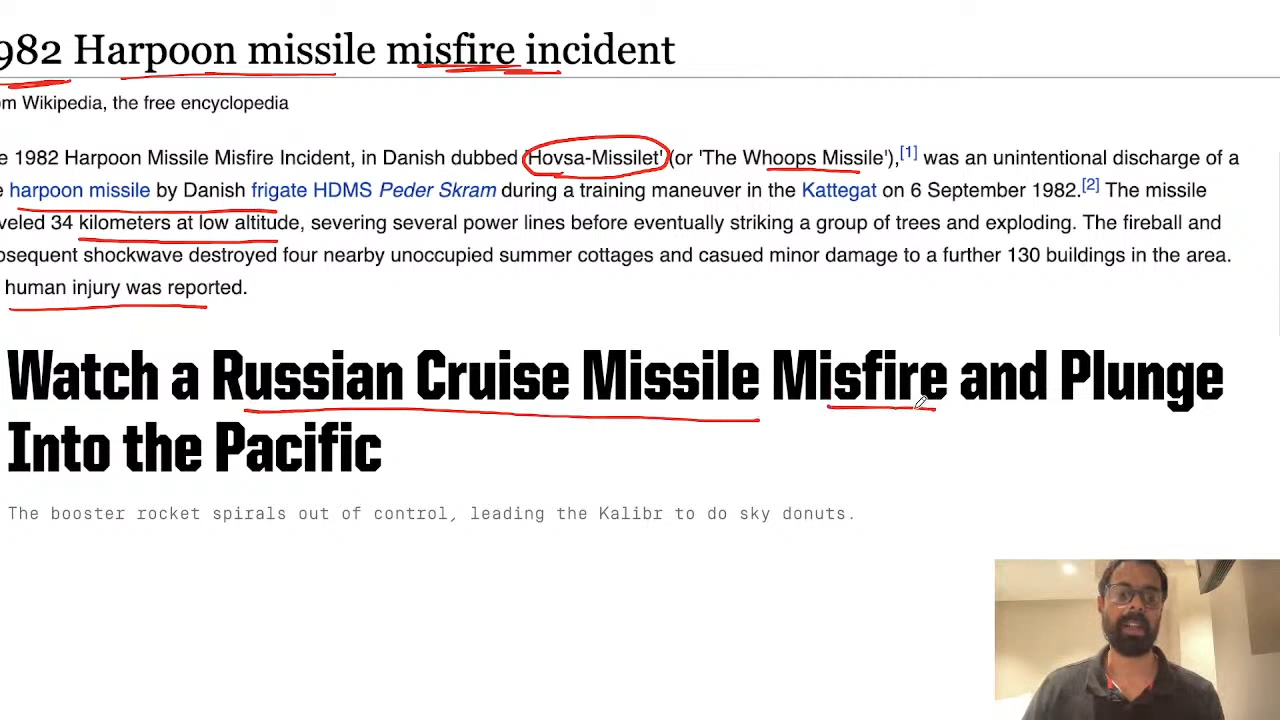 982 Harpoon missile misfire incident
om Wikipedia, the free encyclopedia
e 1982 Harpoon Missile Misfire Incident, in Danish dubbed 'Hovsa-Missilet' (or 'The Whoops Missile'),[1] was an unintentional discharge of a
e harpoon missile by Danish frigate HDMS Peder Skram during a training maneuver in the Kattegat on 6 September 1982.[2] The missile
veled 34 kilometers at low altitude, severing several power lines before eventually striking a group of trees and exploding. The fireball and
bsequent shockwave destroyed four nearby unoccupied summer cottages and casued minor damage to a further 130 buildings in the area.
human injury was reported.
Watch a Russian Cruise Missile Misfire and Plunge
Into the Pacific
The booster rocket spirals out of control, leading the Kalibr to do sky donuts.